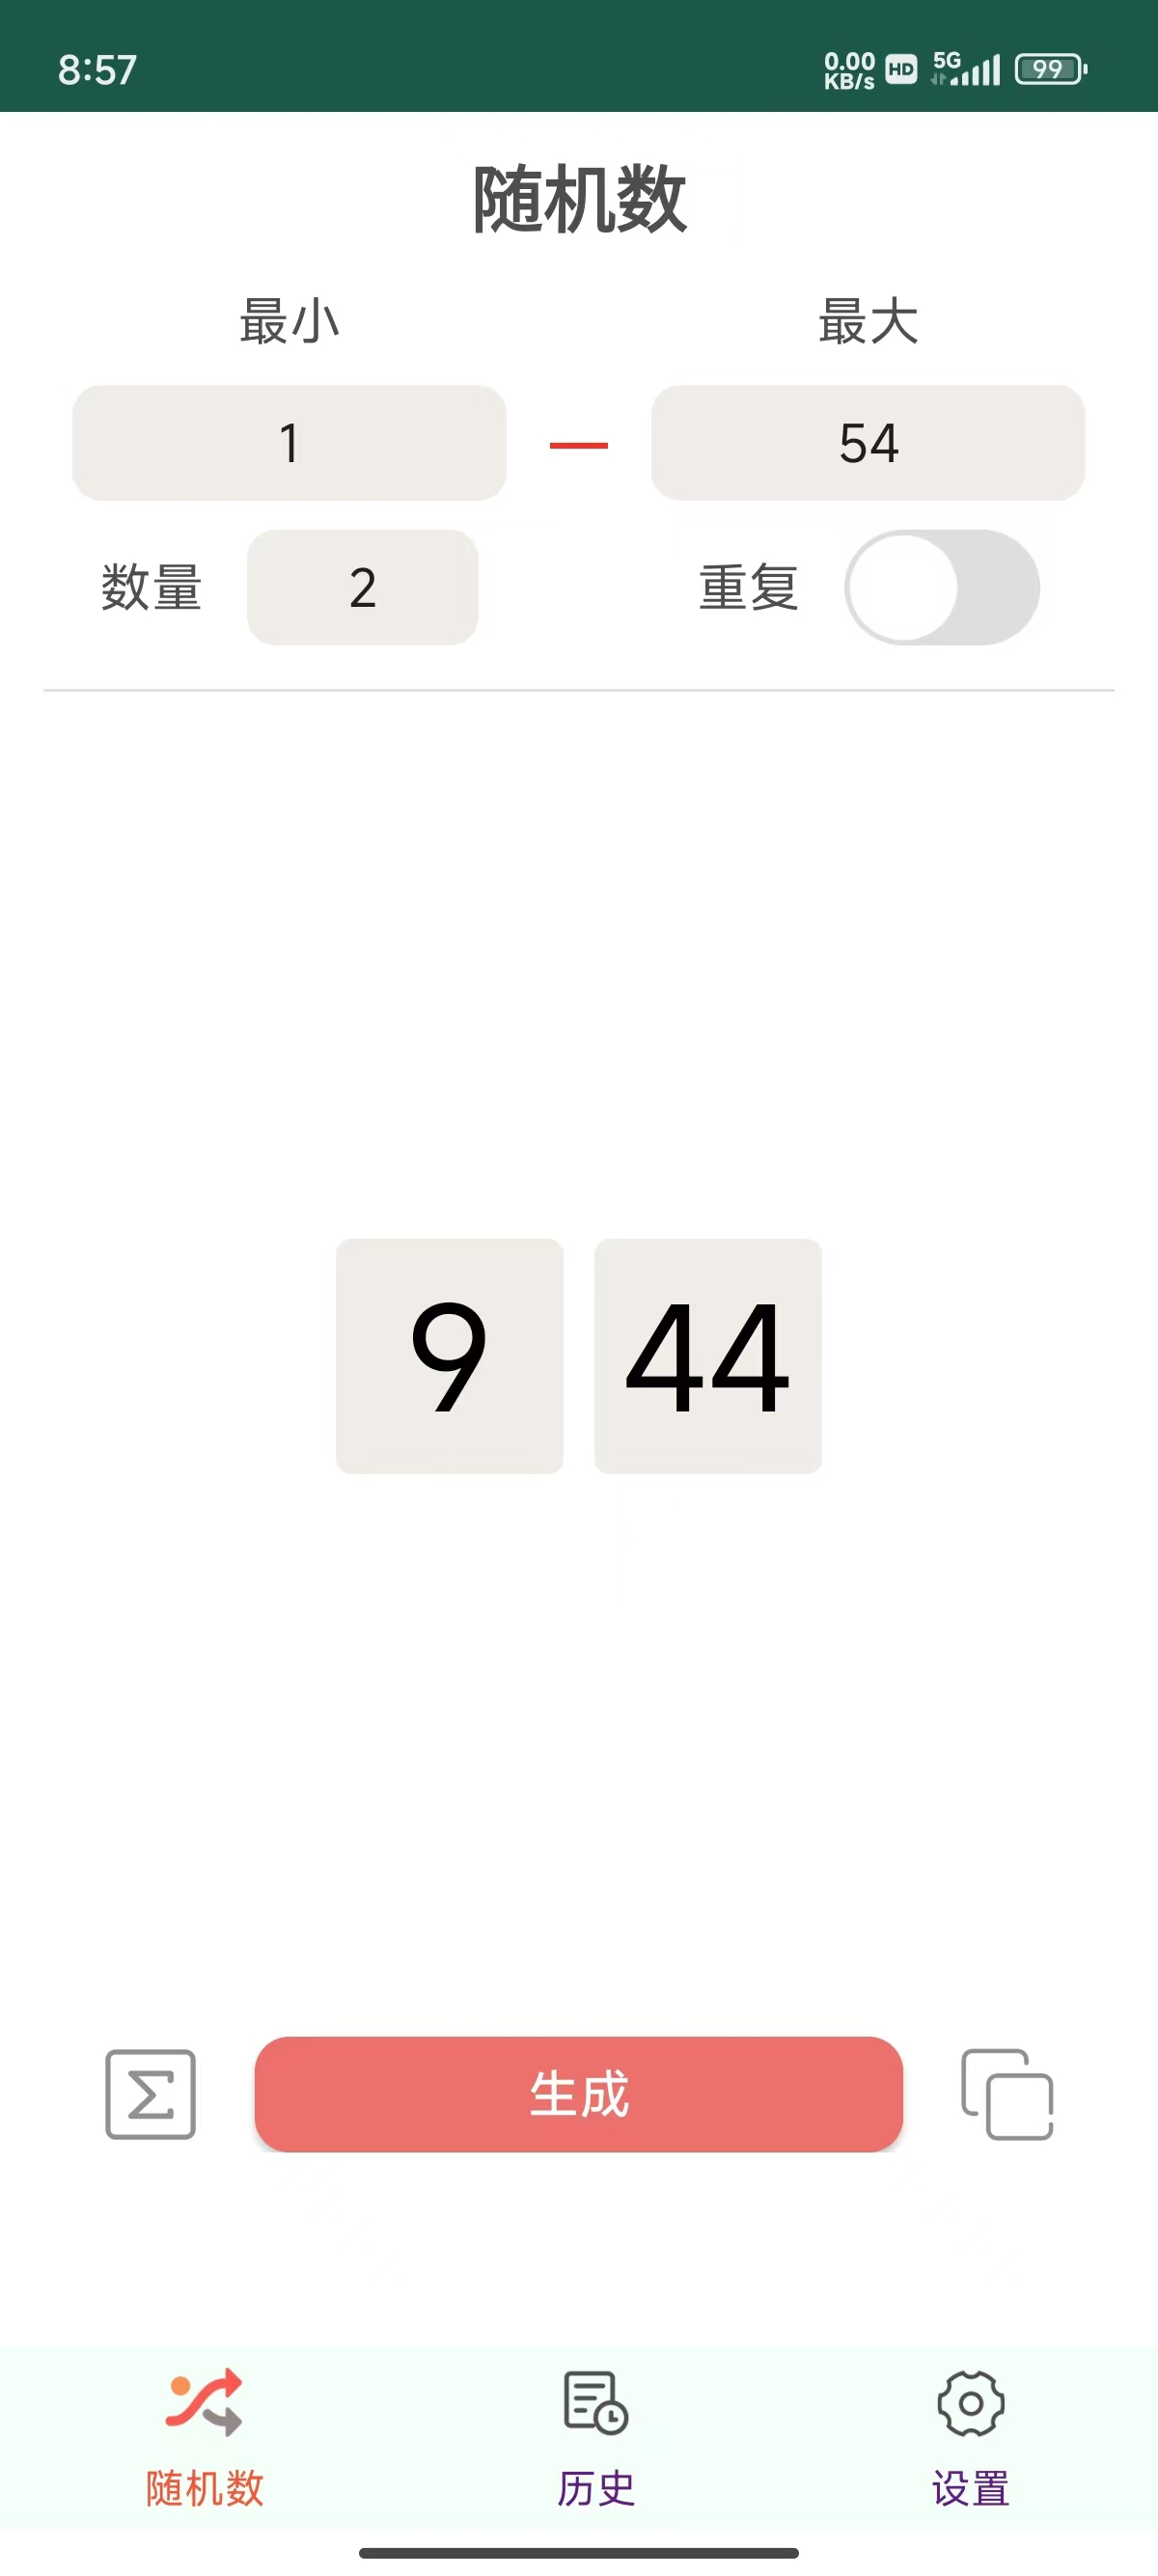 8:57
0.00
KB/s
HD
5G
99
随机数
最小 最大
1 — 54
数量 2 重复
9 44
Σ 生成
随机数 历史 设置